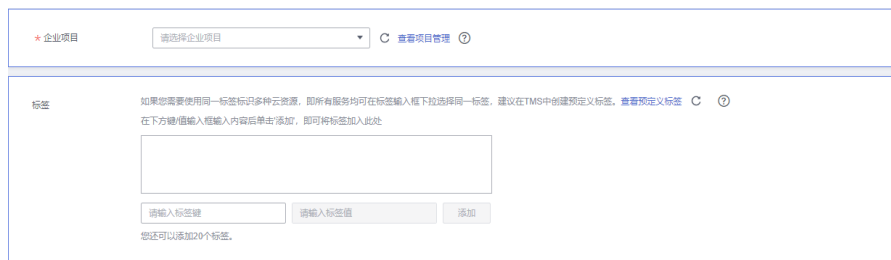 * 企业项目 请选择企业项目 查看项目管理 ?
标签 如果您需要使用同一标签标识多种云资源，即所有服务均可在标签输入框下拉选择同一标签，建议在TMS中创建预定义标签。 查看预定义标签 ?
在下方键/值输入框输入内容后单击'添加'，即可将标签加入此处
请输入标签键 请输入标签值 添加
您还可以添加20个标签。